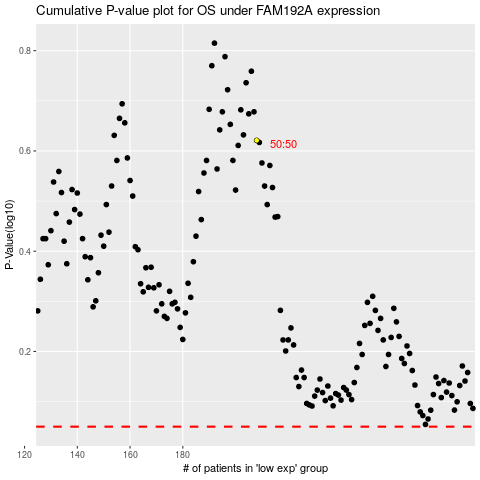 Cumulative P-value plot for OS under FAM192A expression
P-Value(log10)
0.8
0.6
0.4
0.2
50:50
120 140 160 180
# of patients in 'low exp' group